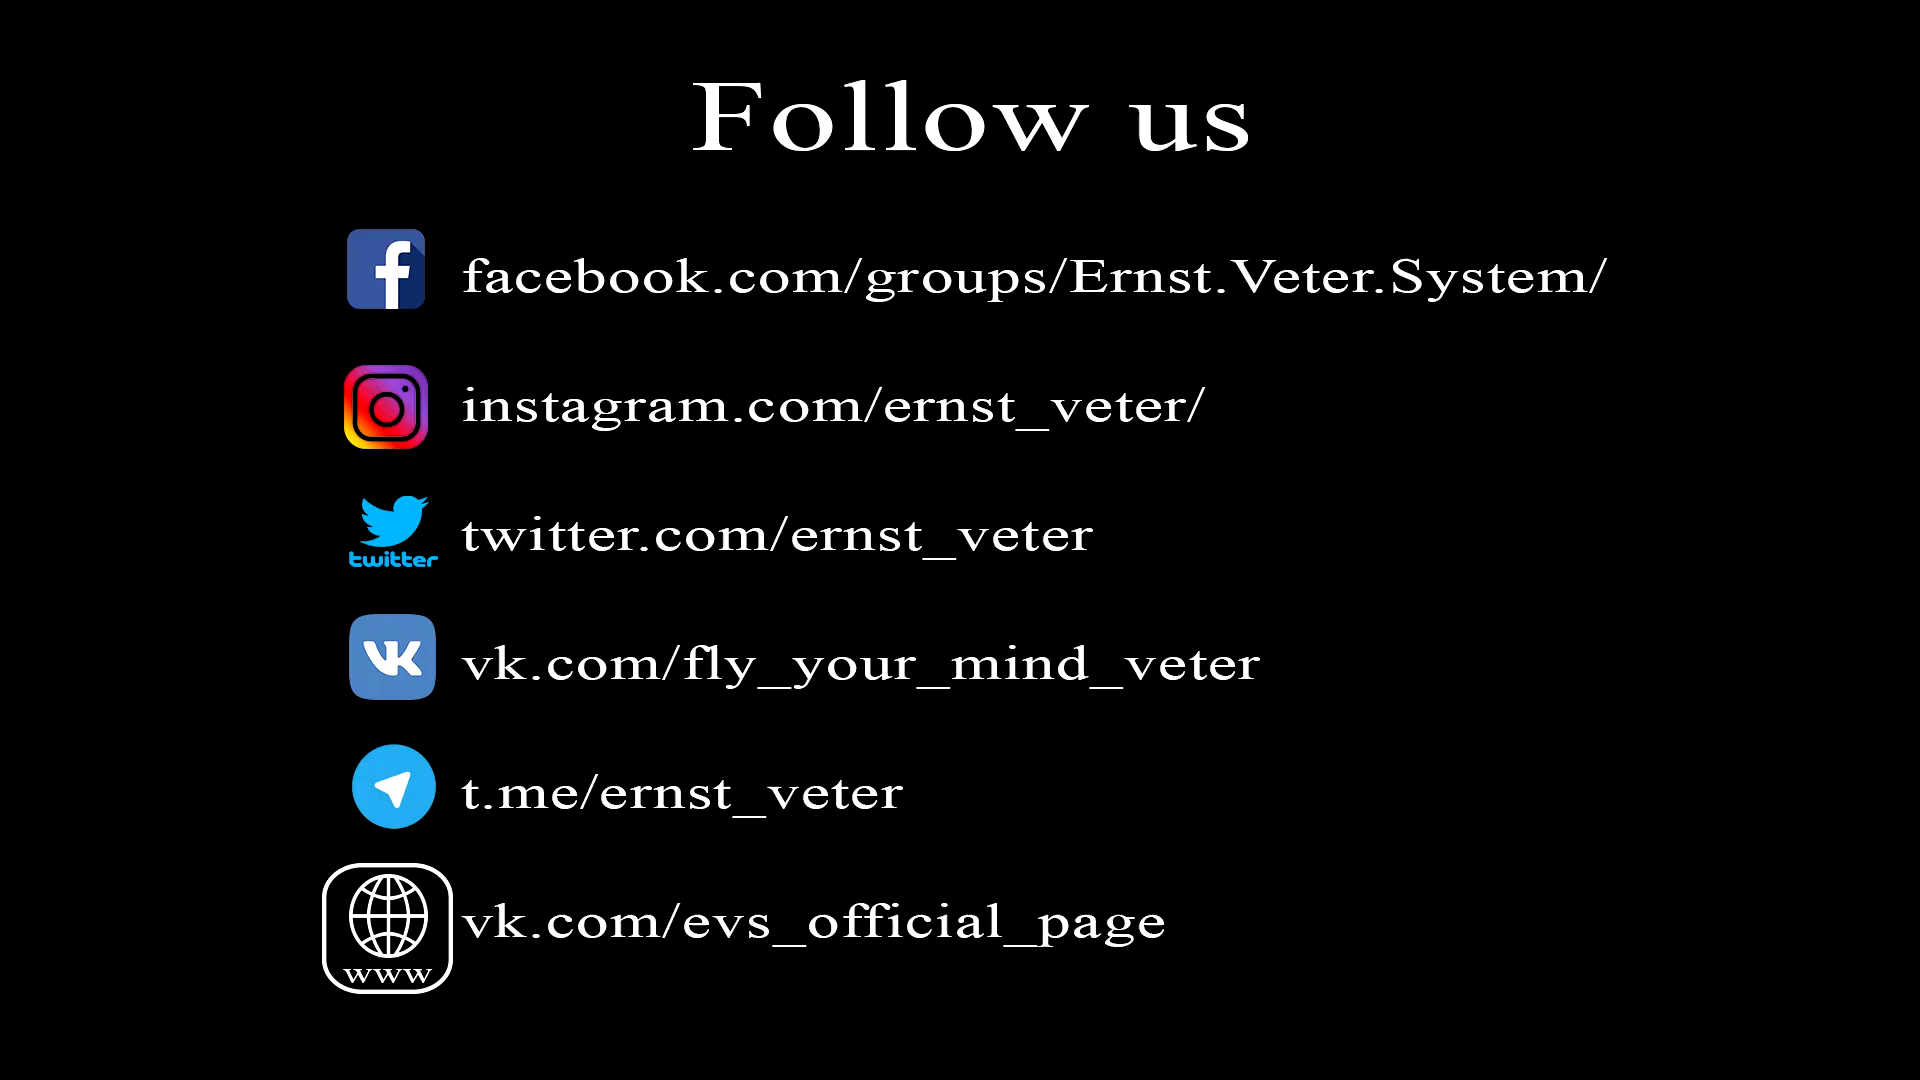 Follow us
facebook.com/groups/Ernst.Veter.System/
instagram.com/ernst_veter/
twitter
twitter.com/ernst_veter
vk.com/fly_your_mind_veter
t.me/ernst_veter
www
vk.com/evs_official_page